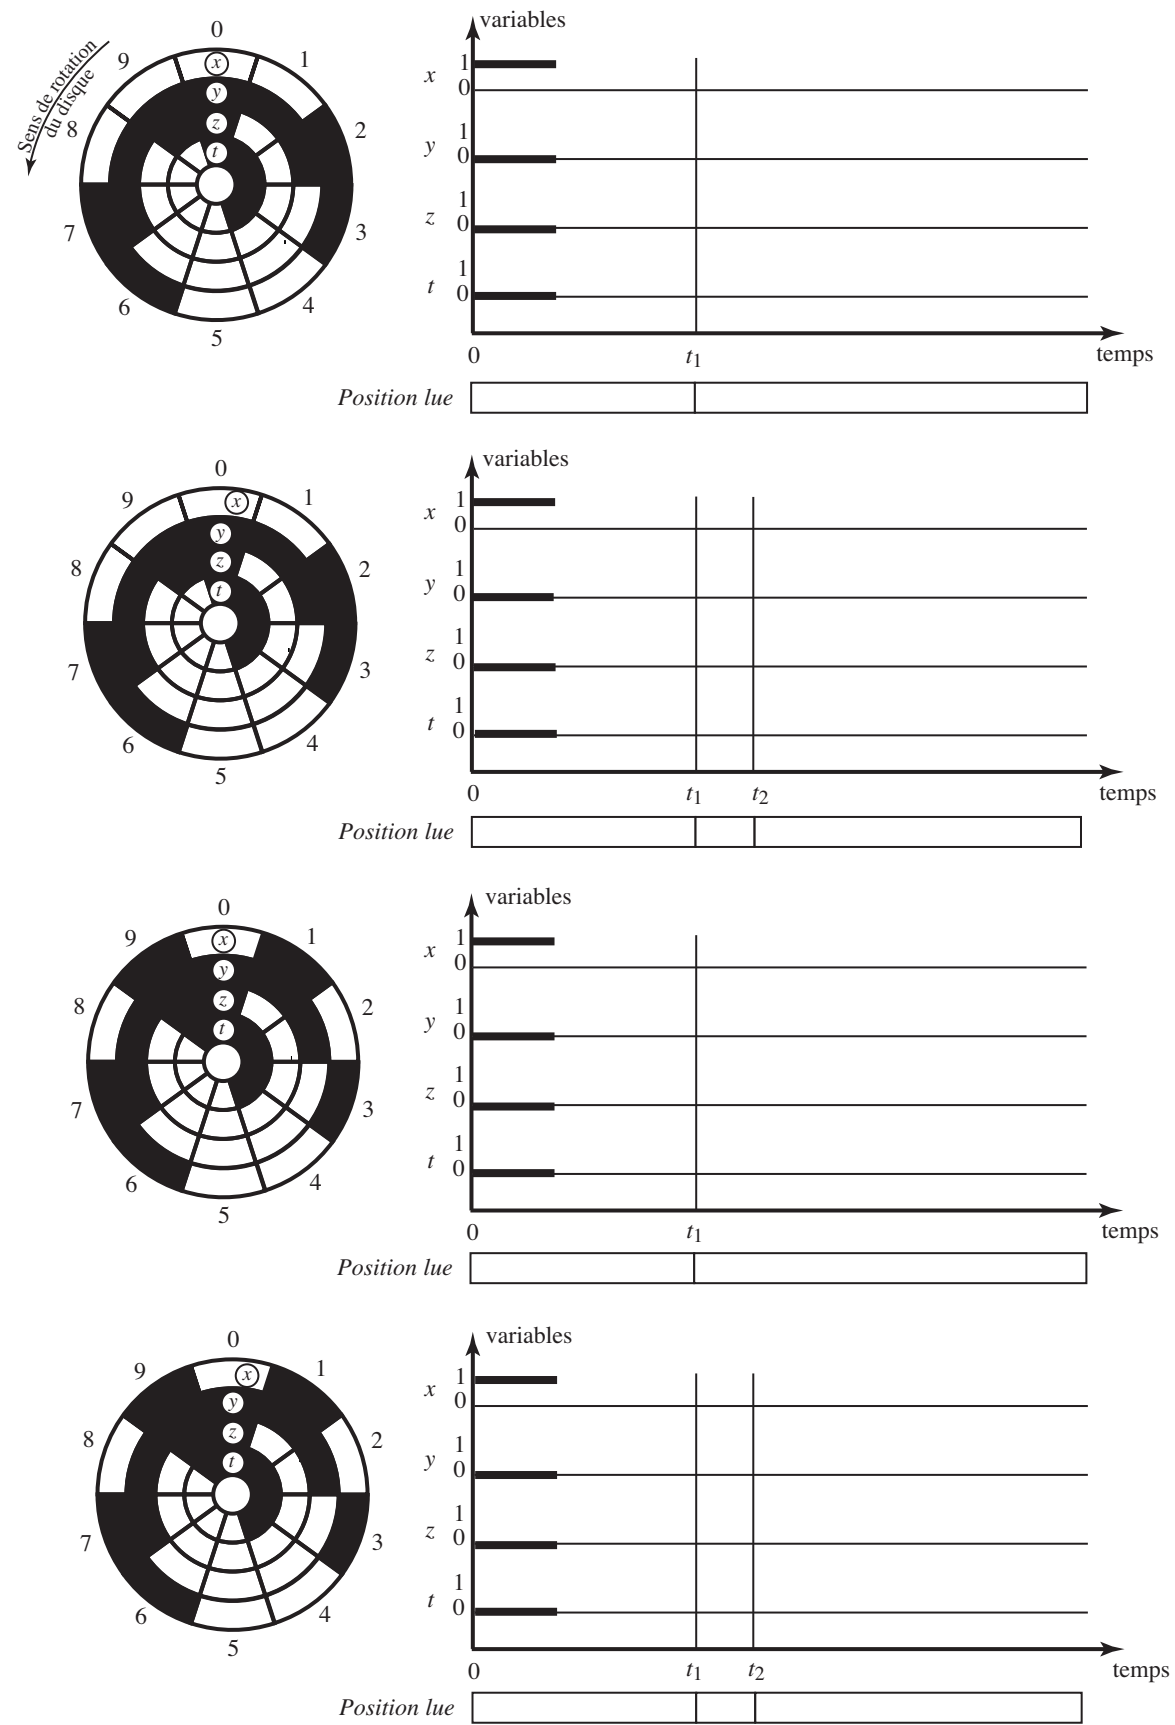 Sens de rotation
du disque
0
1
2
3
4
5
6
7
8
9
x
y
z
t
variables
x 1
0
y 1
0
z 1
0
t 1
0
0 t1 temps
Position lue
0
1
2
3
4
5
6
7
8
9
x
y
z
t
variables
x 1
0
y 1
0
z 1
0
t 1
0
0 t1 t2 temps
Position lue
0
1
2
3
4
5
6
7
8
9
x
y
z
t
variables
x 1
0
y 1
0
z 1
0
t 1
0
0 t1 temps
Position lue
0
1
2
3
4
5
6
7
8
9
x
y
z
t
variables
x 1
0
y 1
0
z 1
0
t 1
0
0 t1 t2 temps
Position lue